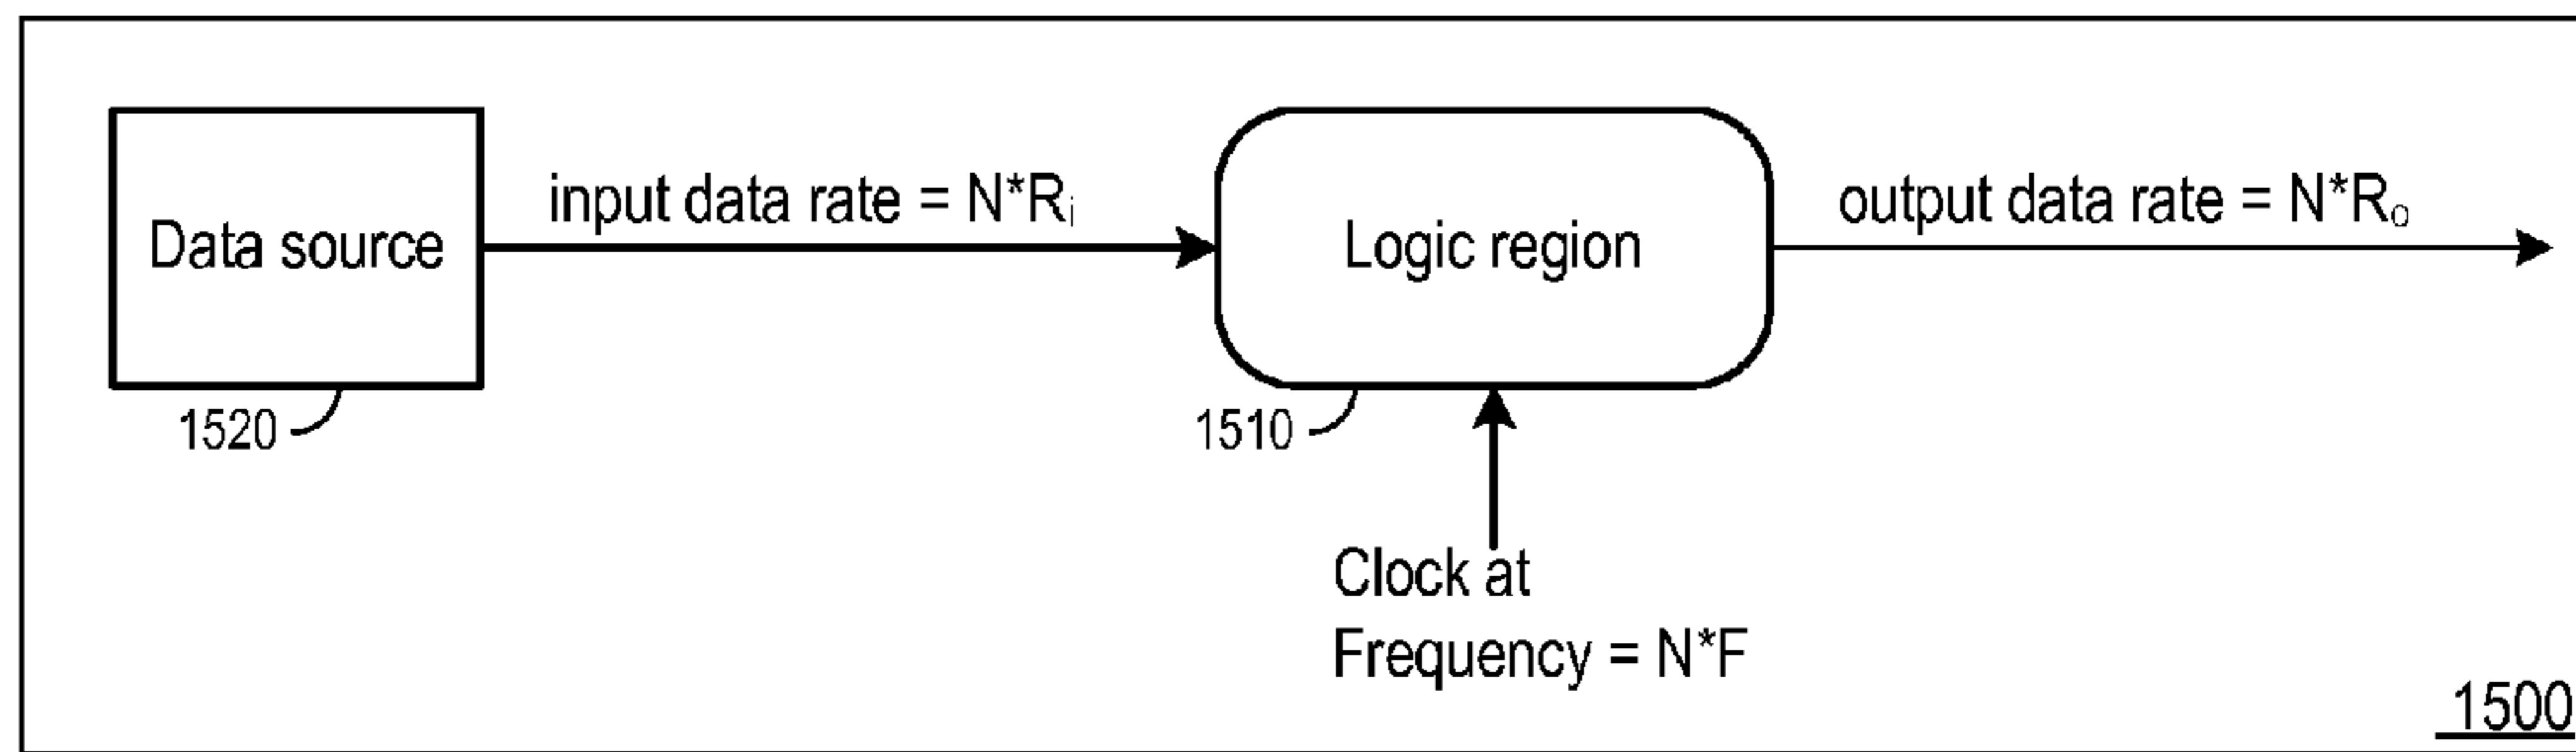 Data source
input data rate = N*Rᵢ
Logic region
output data rate = N*Rₒ
1520
1510
Clock at
Frequency = N*F
1500